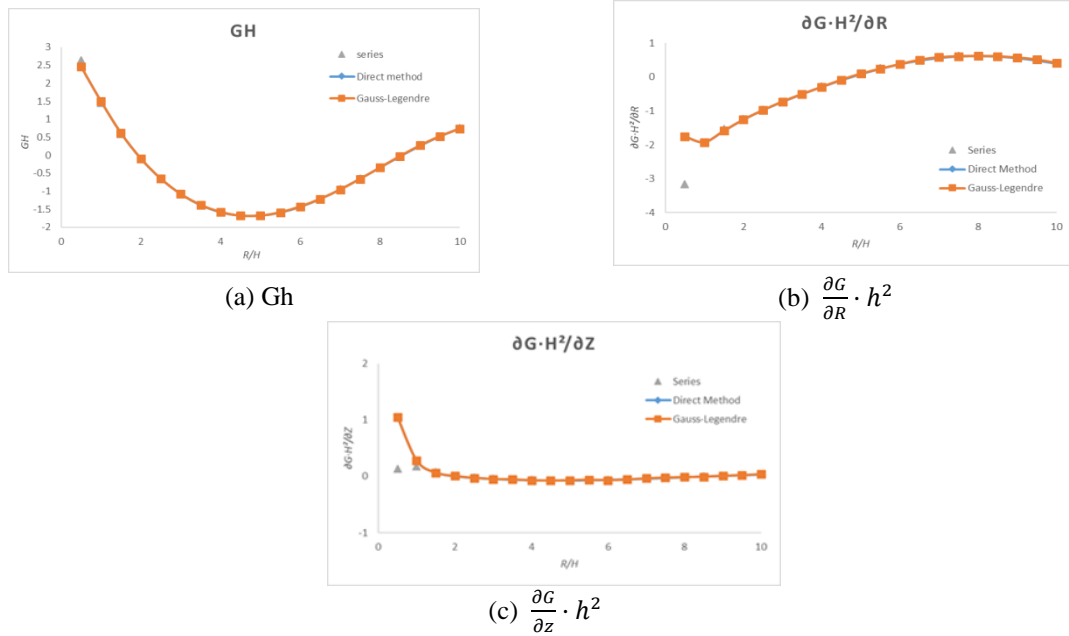 GH
3
2.5
2
1.5
1
0.5
0
-0.5
-1
-1.5
-2
GH
0 2 4 6 8 10
R/H
series
Direct method
Gauss-Legendre
(a) Gh
∂G·H²/∂R
1
0
-1
-2
-3
-4
∂G·H²/∂R
0 2 4 6 8 10
R/H
Series
Direct Method
Gauss-Legendre
(b) ∂G/∂R · h²
∂G·H²/∂Z
2
1
0
-1
∂G·H²/∂Z
0 2 4 6 8 10
R/H
Series
Direct Method
Gauss-Legendre
(c) ∂G/∂z · h²